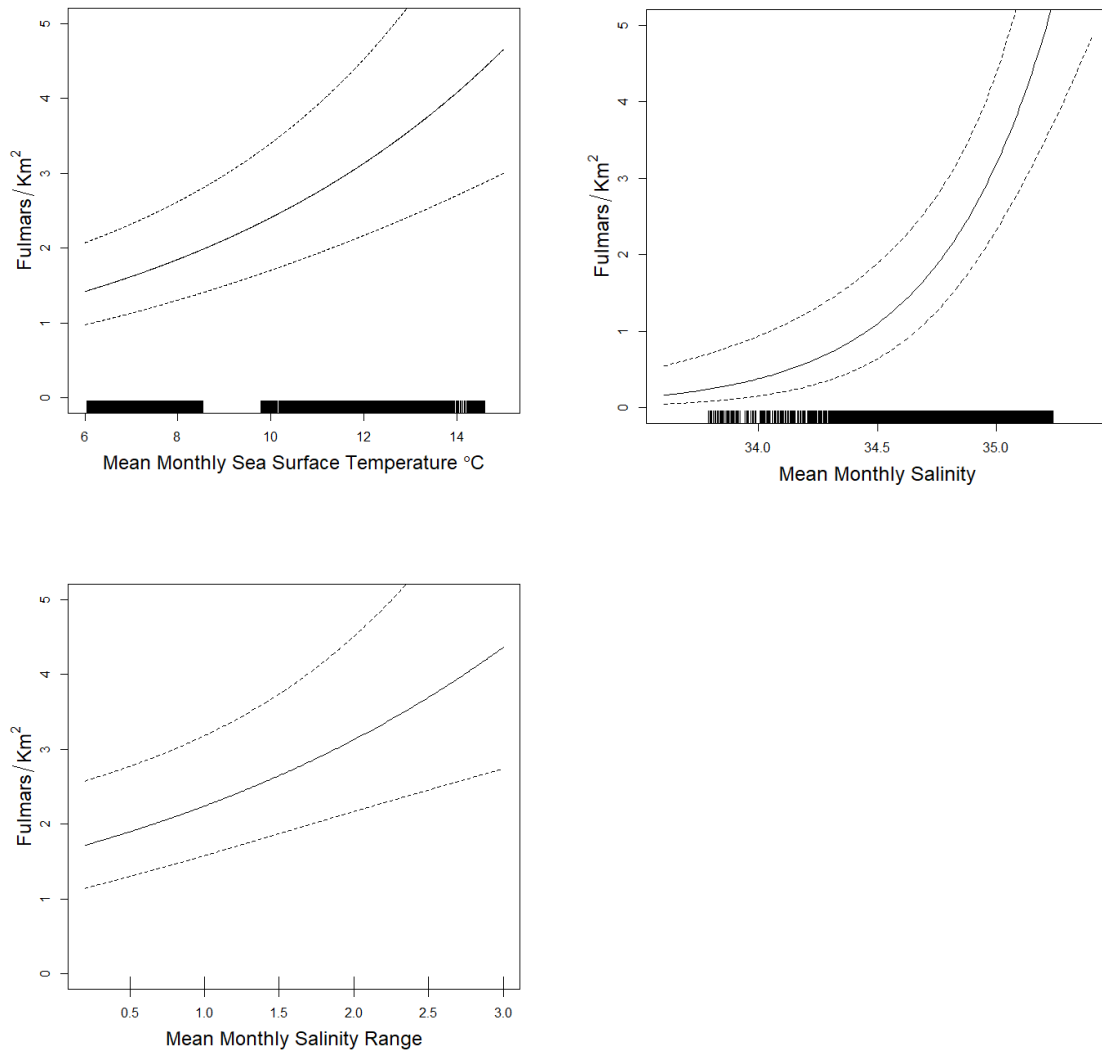 5
4
3
2
1
0
Fulmars/Km²
6 8 10 12 14
Mean Monthly Sea Surface Temperature °C
5
4
3
2
1
0
Fulmars/Km²
34.0 34.5 35.0
Mean Monthly Salinity
5
4
3
2
1
0
Fulmars/Km²
0.5 1.0 1.5 2.0 2.5 3.0
Mean Monthly Salinity Range